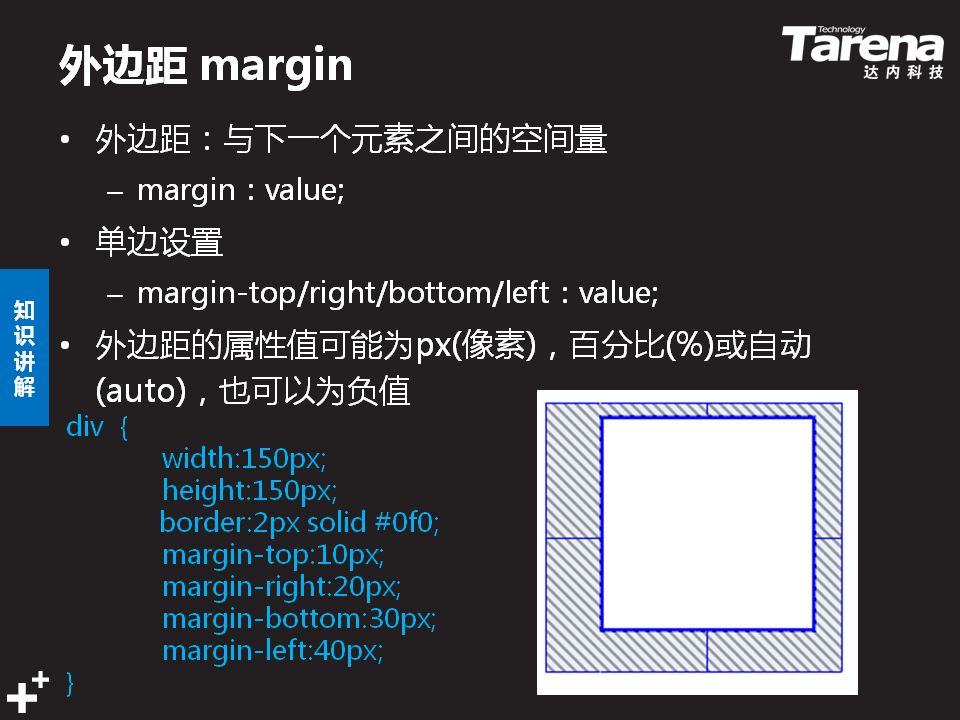 外边距 margin
Technology
Tarena
达内科技
• 外边距：与下一个元素之间的空间量
– margin：value;
• 单边设置
– margin-top/right/bottom/left：value;
知识讲解
• 外边距的属性值可能为px(像素)，百分比(%)或自动
(auto)，也可以为负值
div {
width:150px;
height:150px;
border:2px solid #0f0;
margin-top:10px;
margin-right:20px;
margin-bottom:30px;
margin-left:40px;
}